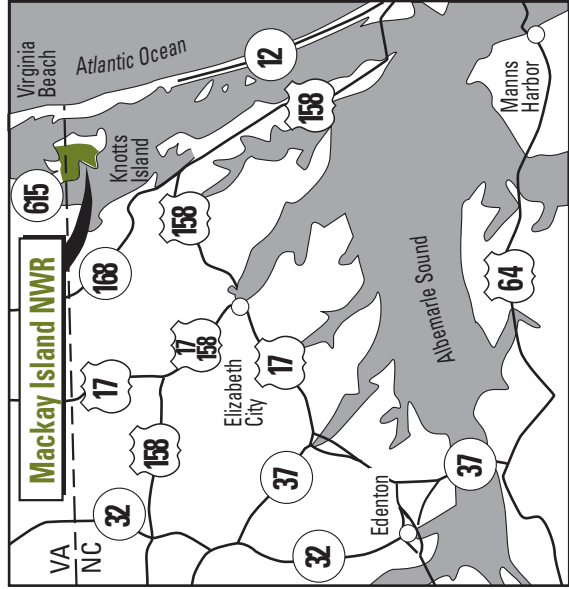 Virginia
Beach
Atlantic Ocean
615
12
Mackay Island NWR
Knotts
Island
VA
NC
32
17
168
158
158
158
17
158
Elizabeth
City
17
37
32
Edenton
37
Albemarle Sound
64
Manns
Harbor